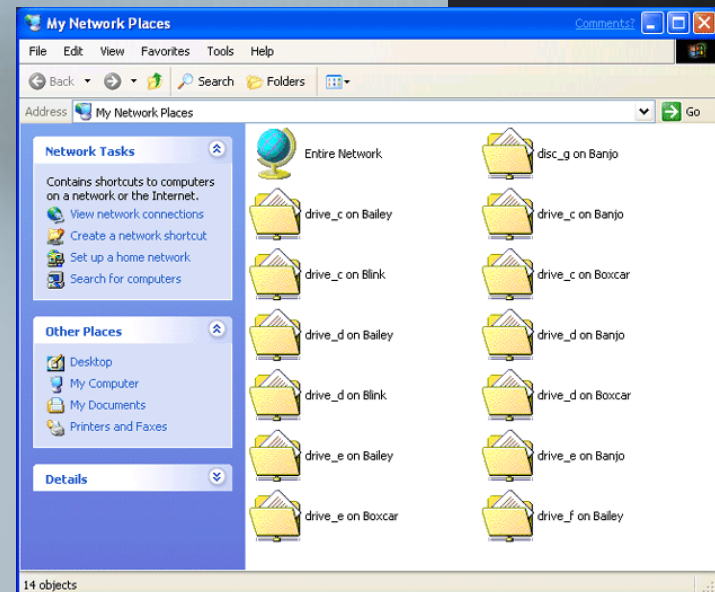 My Network Places
Comments?
File Edit View Favorites Tools Help
Back Search Folders
Address My Network Places Go
Network Tasks
Contains shortcuts to computers
on a network or the Internet.
View network connections
Create a network shortcut
Set up a home network
Search for computers
Other Places
Desktop
My Computer
My Documents
Printers and Faxes
Details
Entire Network
disc_g on Banjo
drive_c on Bailey
drive_c on Banjo
drive_c on Blink
drive_c on Boxcar
drive_d on Bailey
drive_d on Banjo
drive_d on Blink
drive_d on Boxcar
drive_e on Bailey
drive_e on Banjo
drive_e on Boxcar
drive_f on Bailey
14 objects